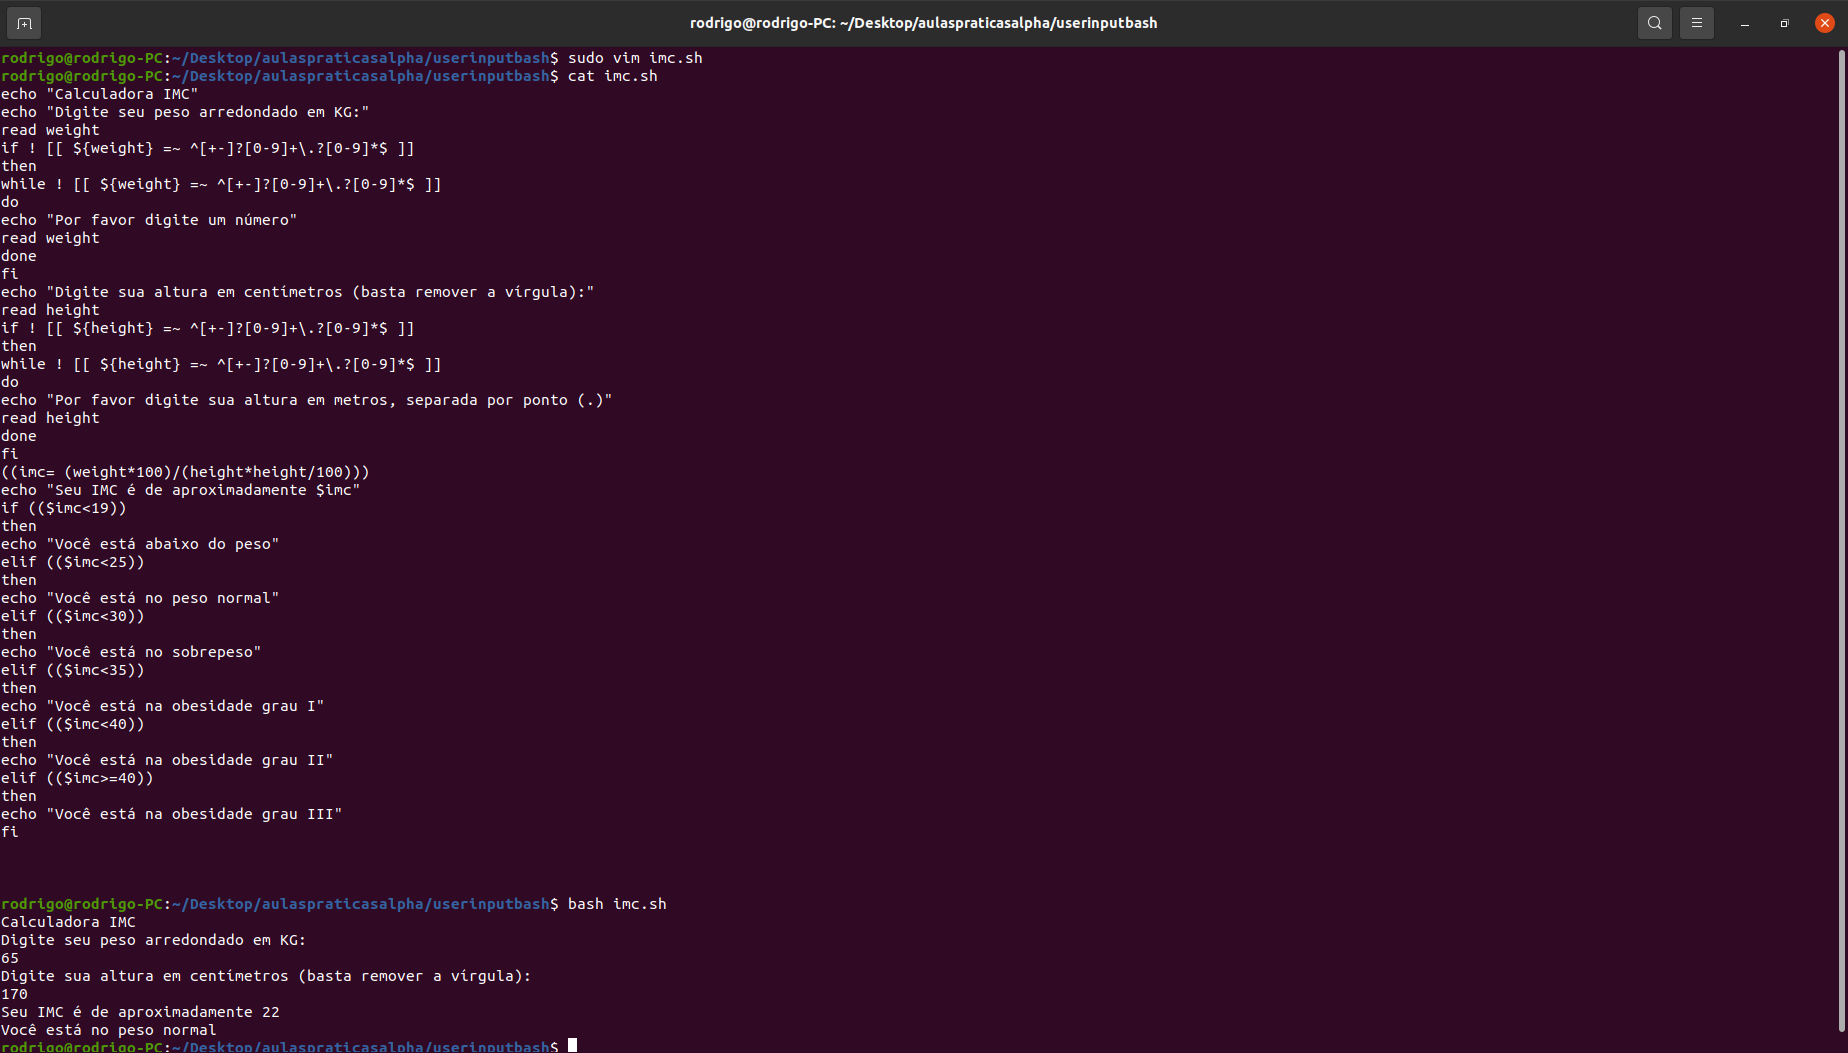 rodrigo@rodrigo-PC: ~/Desktop/aulaspraticasalpha/userinputbash
rodrigo@rodrigo-PC:~/Desktop/aulaspraticasalpha/userinputbash$ sudo vim imc.sh
rodrigo@rodrigo-PC:~/Desktop/aulaspraticasalpha/userinputbash$ cat imc.sh
echo "Calculadora IMC"
echo "Digite seu peso arredondado em KG:"
read weight
if ! [[ ${weight} =~ ^[+-]?[0-9]+\.?[0-9]*$ ]]
then
while ! [[ ${weight} =~ ^[+-]?[0-9]+\.?[0-9]*$ ]]
do
echo "Por favor digite um número"
read weight
done
fi
echo "Digite sua altura em centímetros (basta remover a vírgula):"
read height
if ! [[ ${height} =~ ^[+-]?[0-9]+\.?[0-9]*$ ]]
then
while ! [[ ${height} =~ ^[+-]?[0-9]+\.?[0-9]*$ ]]
do
echo "Por favor digite sua altura em metros, separada por ponto (.)"
read height
done
fi
((imc= (weight*100)/(height*height/100)))
echo "Seu IMC é de aproximadamente $imc"
if (($imc<19))
then
echo "Você está abaixo do peso"
elif (($imc<25))
then
echo "Você está no peso normal"
elif (($imc<30))
then
echo "Você está no sobrepeso"
elif (($imc<35))
then
echo "Você está na obesidade grau I"
elif (($imc<40))
then
echo "Você está na obesidade grau II"
elif (($imc>=40))
then
echo "Você está na obesidade grau III"
fi
rodrigo@rodrigo-PC:~/Desktop/aulaspraticasalpha/userinputbash$ bash imc.sh
Calculadora IMC
Digite seu peso arredondado em KG:
65
Digite sua altura em centímetros (basta remover a vírgula):
170
Seu IMC é de aproximadamente 22
Você está no peso normal
rodrigo@rodrigo-PC:~/Desktop/aulaspraticasalpha/userinputbash$